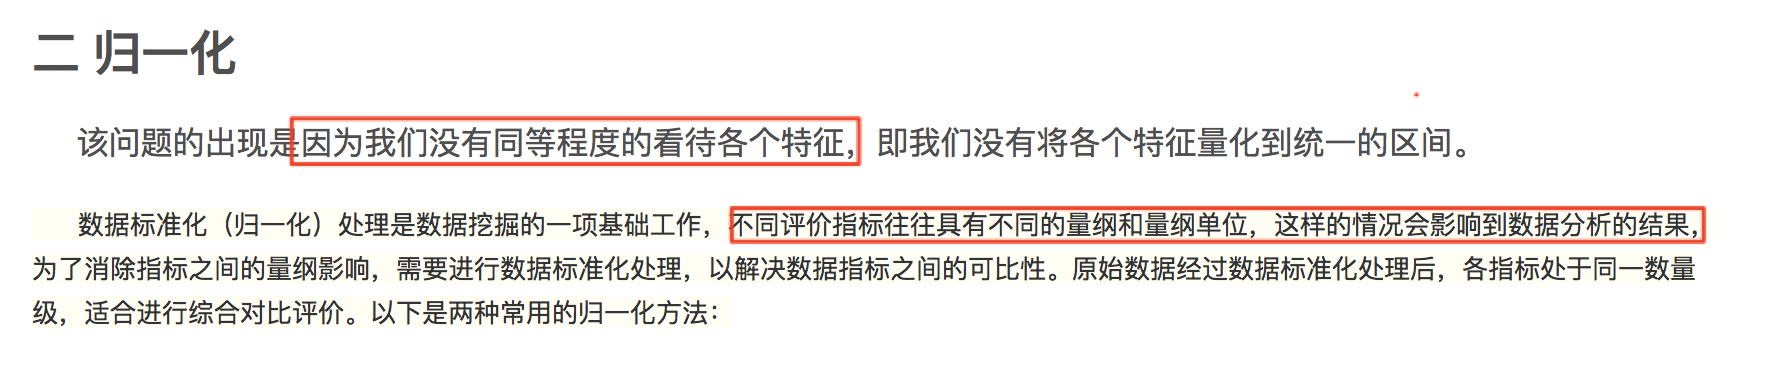 二 归一化
该问题的出现是因为我们没有同等程度的看待各个特征，即我们没有将各个特征量化到统一的区间。
数据标准化（归一化）处理是数据挖掘的一项基础工作，不同评价指标往往具有不同的量纲和量纲单位，这样的情况会影响到数据分析的结果，
为了消除指标之间的量纲影响，需要进行数据标准化处理，以解决数据指标之间的可比性。原始数据经过数据标准化处理后，各指标处于同一数量
级，适合进行综合对比评价。以下是两种常用的归一化方法：